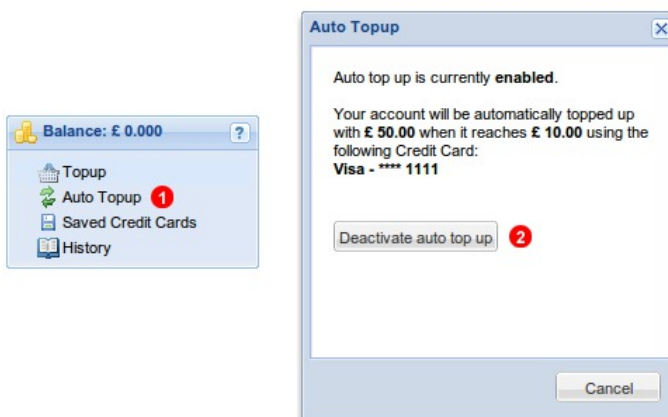 Balance: £ 0.000 ?
Topup
Auto Topup 1
Saved Credit Cards
History
Auto Topup
Auto top up is currently enabled.
Your account will be automatically topped up
with £ 50.00 when it reaches £ 10.00 using the
following Credit Card:
Visa - **** 1111
Deactivate auto top up 2
Cancel